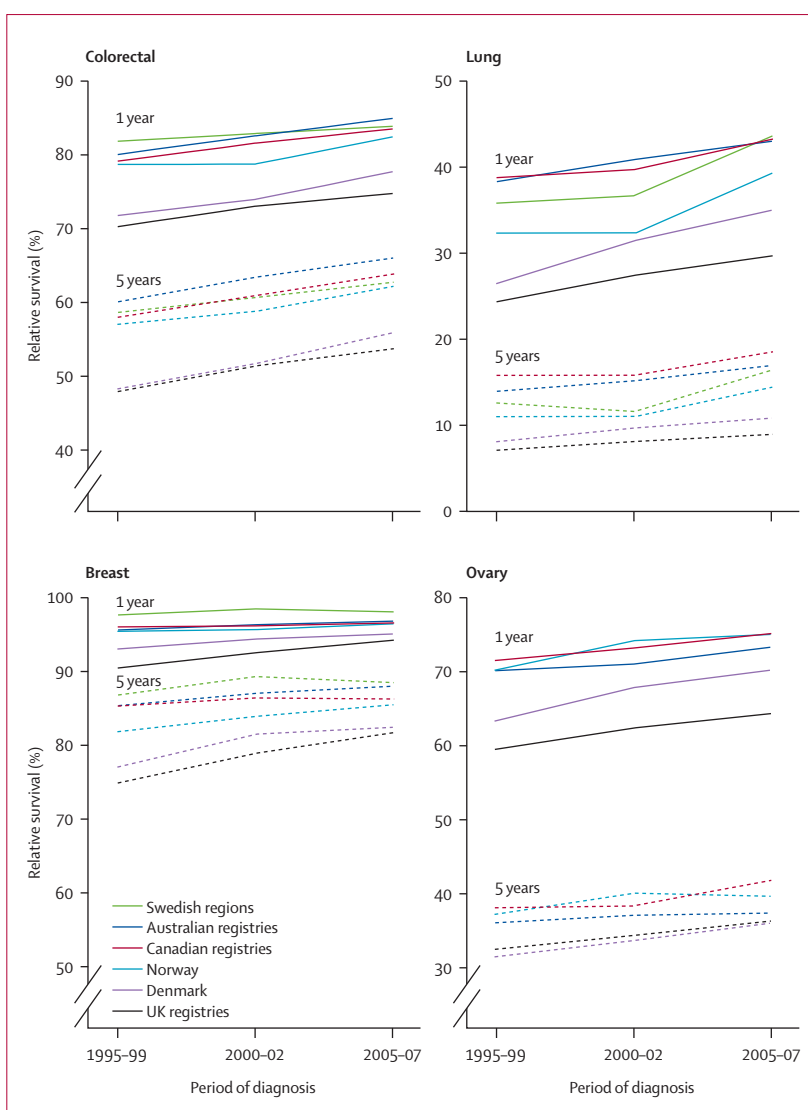 Colorectal
90
80
70
60
50
40
Relative survival (%)
1 year
5 years
Lung
50
40
30
20
10
0
1 year
5 years
Breast
100
90
80
70
60
50
Relative survival (%)
1 year
5 years
Swedish regions
Australian registries
Canadian registries
Norway
Denmark
UK registries
1995–99
2000–02
2005–07
Period of diagnosis
Ovary
80
70
60
50
40
30
1 year
5 years
1995–99
2000–02
2005–07
Period of diagnosis